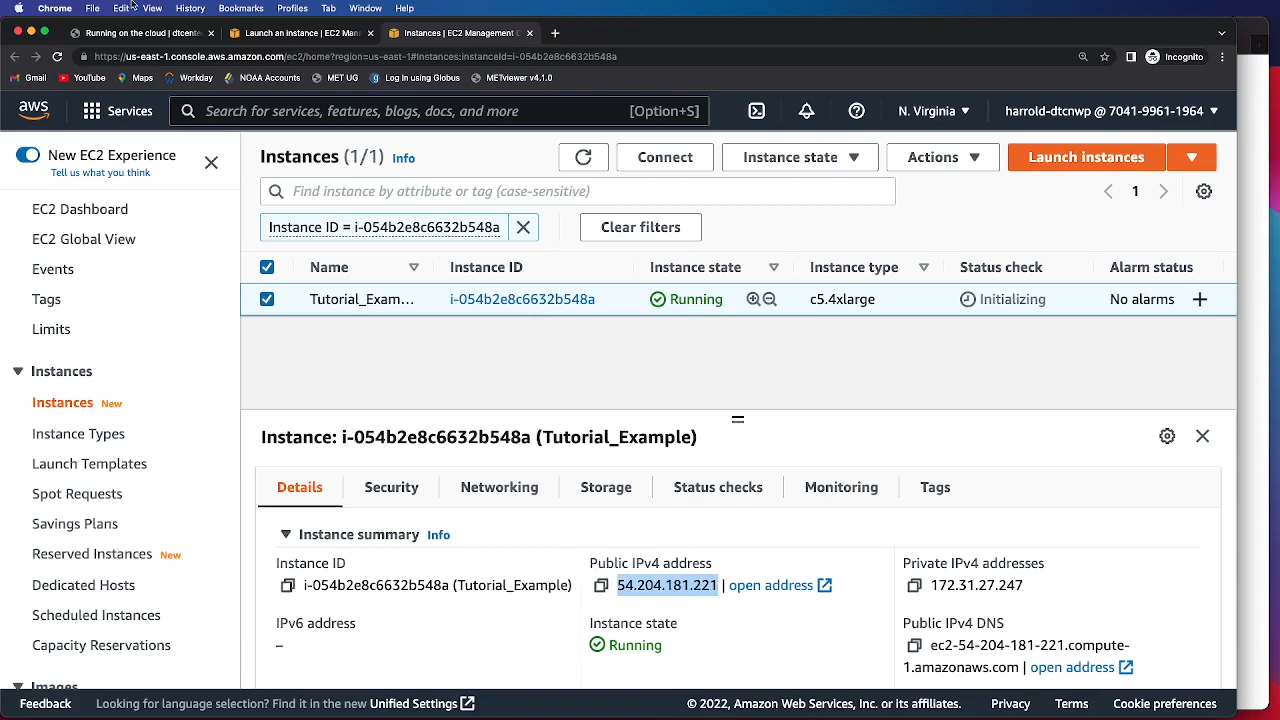 Chrome File Edit View History Bookmarks Profiles Tab Window Help
Running on the cloud | dtcente Launch an instance | EC2 Man Instances | EC2 Management C
https://us-east-1.console.aws.amazon.com/ec2/home?region=us-east-1#Instances:instanceId=i-054b2e8c6632b548a Incognito
Gmail YouTube Maps Workday NOAA Accounts MET UG Log in using Globus METViewer v4.1.0
aws Services Search for services, features, blogs, docs, and more [Option+S] N. Virginia harrold-dtcnwp @ 7041-9961-1964
New EC2 Experience
Tell us what you think
EC2 Dashboard
EC2 Global View
Events
Tags
Limits
Instances
Instances New
Instance Types
Launch Templates
Spot Requests
Savings Plans
Reserved Instances New
Dedicated Hosts
Scheduled Instances
Capacity Reservations
Images
Instances (1/1) Info Connect Instance state Actions Launch instances
Find instance by attribute or tag (case-sensitive) 1
Instance ID = i-054b2e8c6632b548a Clear filters
Name Instance ID Instance state Instance type Status check Alarm status
Tutorial_Exam... i-054b2e8c6632b548a Running c5.4xlarge Initializing No alarms
Instance: i-054b2e8c6632b548a (Tutorial_Example)
Details Security Networking Storage Status checks Monitoring Tags
Instance summary Info
Instance ID Public IPv4 address Private IPv4 addresses
i-054b2e8c6632b548a (Tutorial_Example) 54.204.181.221 | open address 172.31.27.247
IPv6 address Instance state Public IPv4 DNS
– Running ec2-54-204-181-221.compute-
1.amazonaws.com | open address
Feedback Looking for language selection? Find it in the new Unified Settings © 2022, Amazon Web Services, Inc. or its affiliates. Privacy Terms Cookie preferences